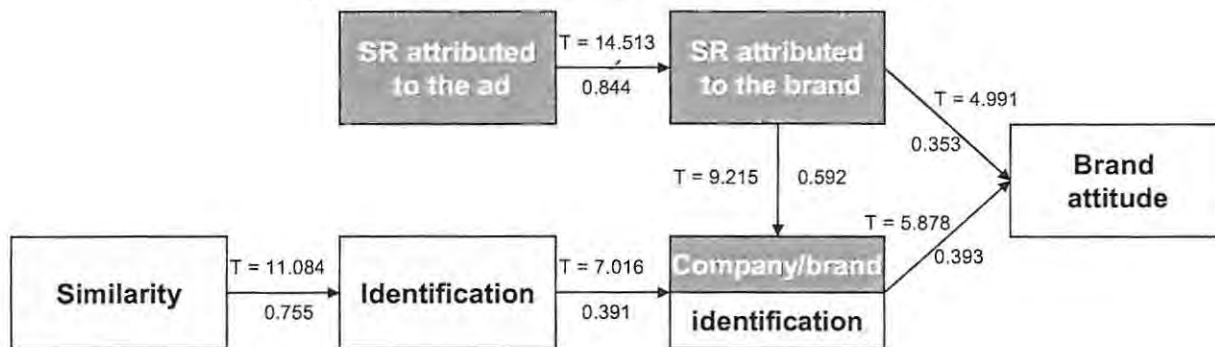 SR attributed
to the ad
T = 14.513
0.844
SR attributed
to the brand
T = 4.991
0.353
T = 9.215
0.592
Brand
attitude
Similarity
T = 11.084
0.755
Identification
T = 7.016
0.391
Company/brand
identification
T = 5.878
0.393